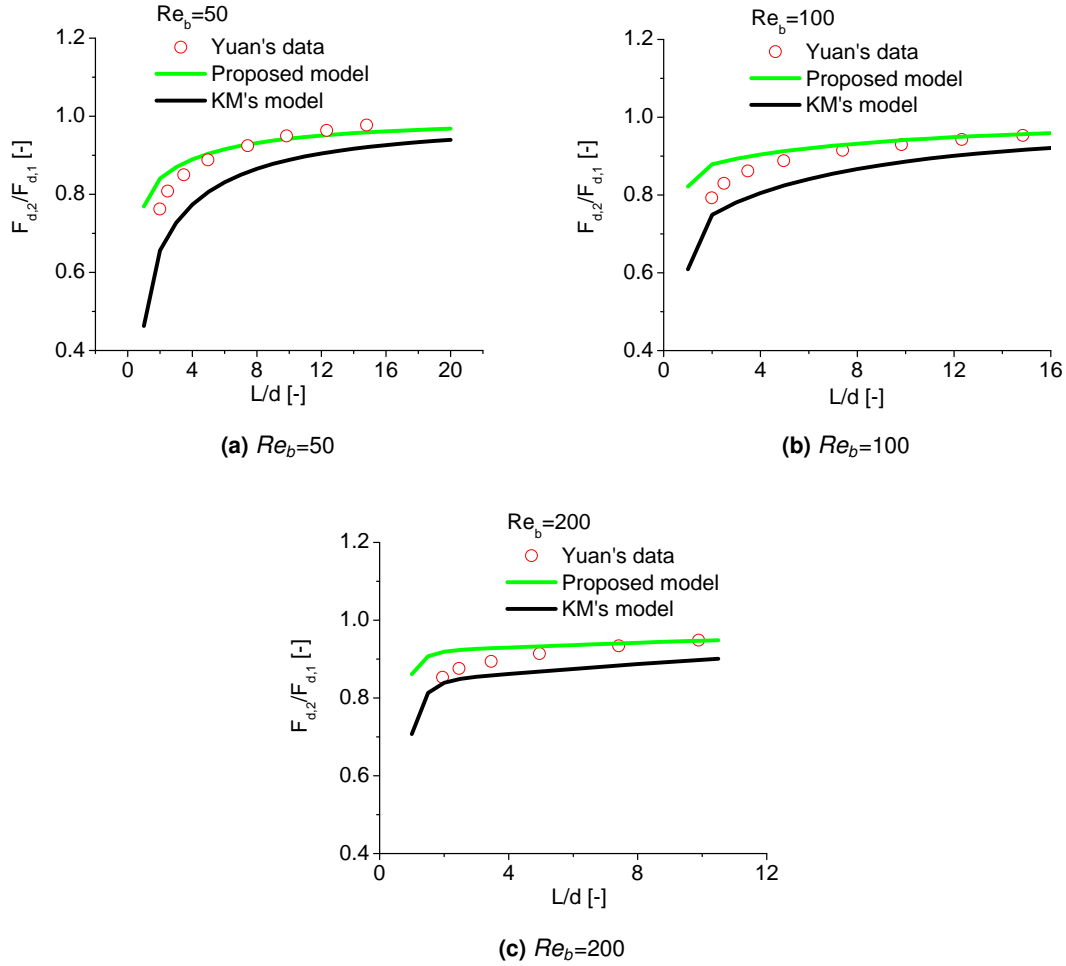 Re_b=50
Yuan's data
Proposed model
KM's model
1.2
1.0
0.8
0.6
0.4
F_d,2/F_d,1 [-]
0 4 8 12 16 20
L/d [-]
(a) Re_b=50
Re_b=100
Yuan's data
Proposed model
KM's model
1.2
1.0
0.8
0.6
0.4
F_d,2/F_d,1 [-]
0 4 8 12 16
L/d [-]
(b) Re_b=100
Re_b=200
Yuan's data
Proposed model
KM's model
1.2
1.0
0.8
0.6
0.4
F_d,2/F_d,1 [-]
0 4 8 12
L/d [-]
(c) Re_b=200